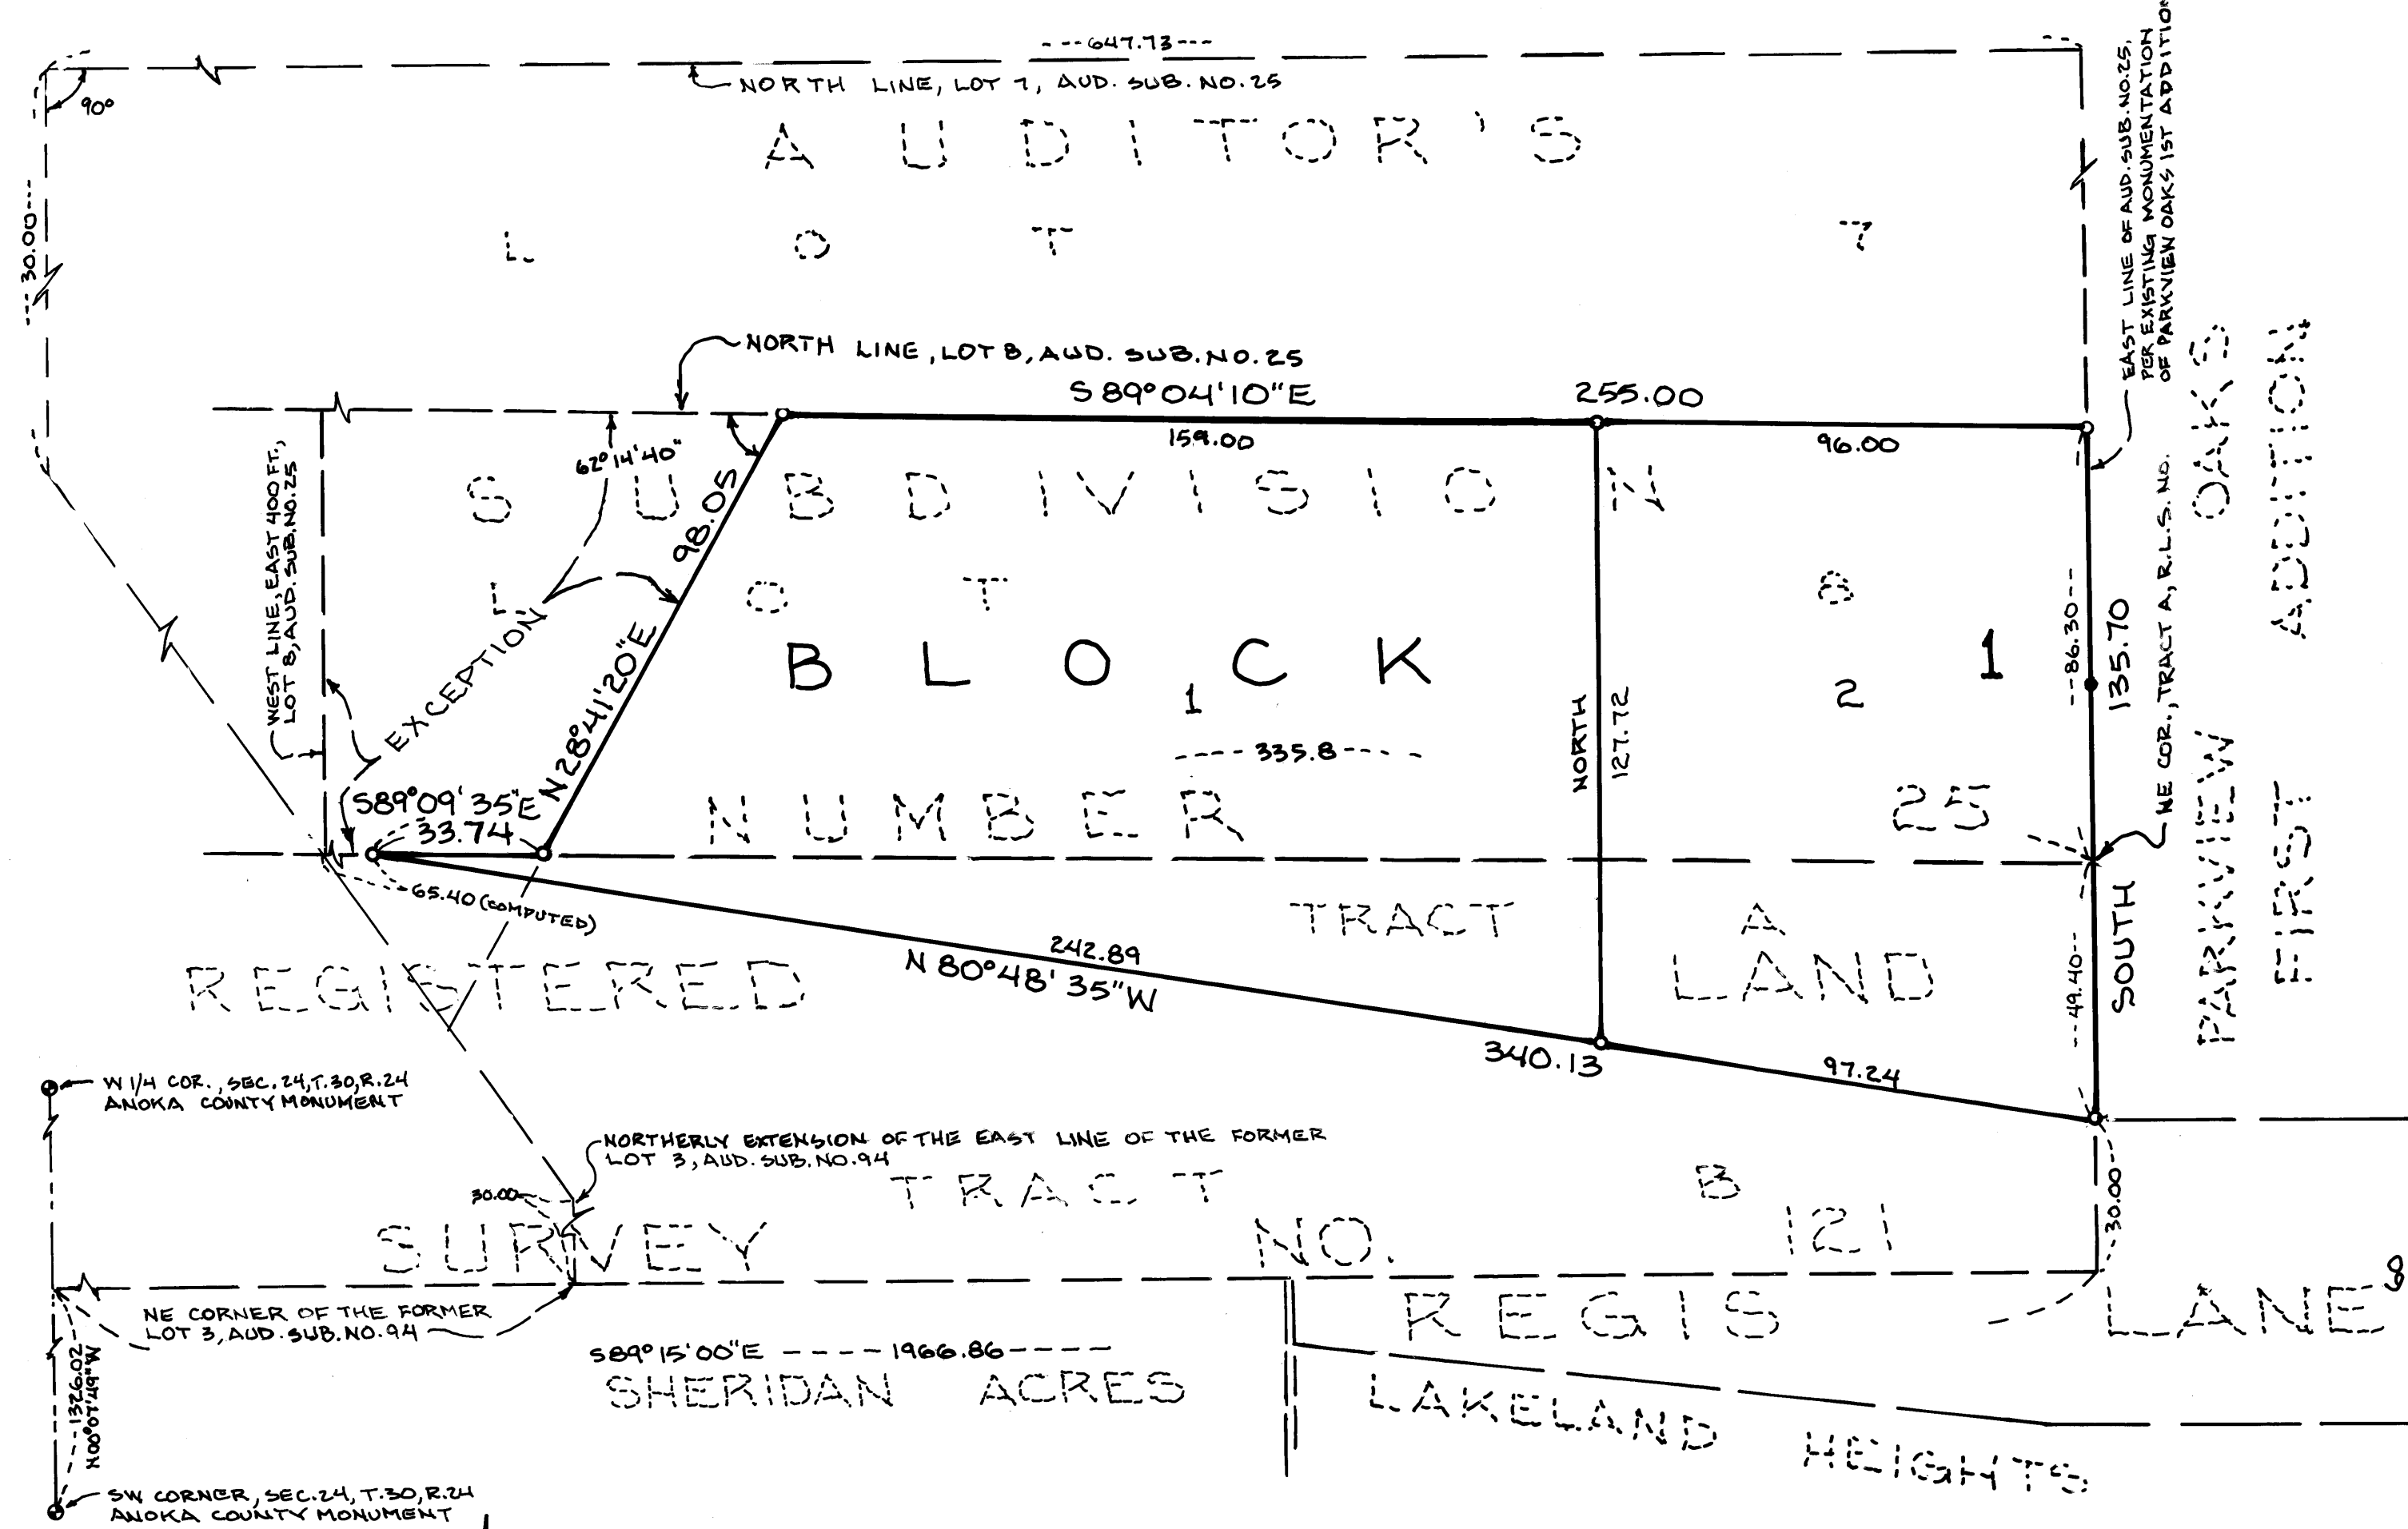 ---647.73---
NORTH LINE, LOT 7, AUD. SUB. NO. 25
90°
AUDITOR'S
---30.00---
LOT 7
EAST LINE OF AUD. SUB. NO. 25,
PER EXISTING MONUMENTATION
OF PARKVIEW OAKS 1ST ADDITION
NORTH LINE, LOT 8, AUD. SUB. NO. 25
S 89°04'10"E 255.00
159.00
96.00
62°14'40"
WEST LINE, EAST 400 FT.,
LOT 8, AUD. SUB. NO. 25
SUBDIVISION
98.05
N 28°41'20"E
LOT 8
EXCEPTION
BLOCK 1
1
2
---86.30---
135.70
NE COR., TRACT A, R.L.S. NO.
PARKVIEW OAKS
FIRST ADDITION
NORTH
127.72
----335.8----
S89°09'35"E
33.74
NUMBER 25
65.40 (COMPUTED)
TRACT A
242.89
N 80°48'35"W
340.13
97.24
---49.40---
SOUTH
REGISTERED LAND
W 1/4 COR., SEC. 24, T. 30, R. 24
ANOKA COUNTY MONUMENT
NORTHERLY EXTENSION OF THE EAST LINE OF THE FORMER
LOT 3, AUD. SUB. NO. 94
30.00
TRACT B
--30.00--
SURVEY NO. 121
NE CORNER OF THE FORMER
LOT 3, AUD. SUB. NO. 94
REGIS LANE
8
S89°15'00"E ----1966.86----
SHERIDAN ACRES
LAKELAND HEIGHTS
---1326.02
N00°07'49"W
SW CORNER, SEC. 24, T. 30, R. 24
ANOKA COUNTY MONUMENT